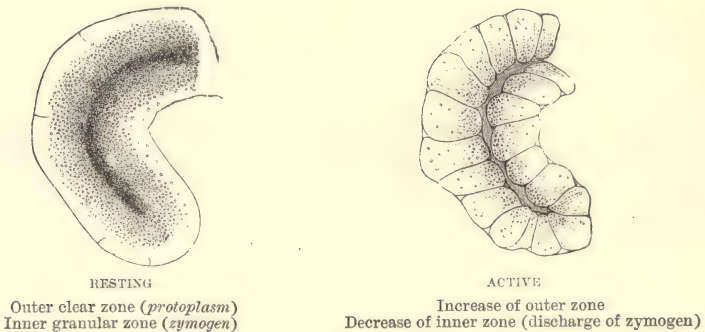 RESTING
Outer clear zone (protoplasm)
Inner granular zone (zymogen)
ACTIVE
Increase of outer zone
Decrease of inner zone (discharge of zymogen)